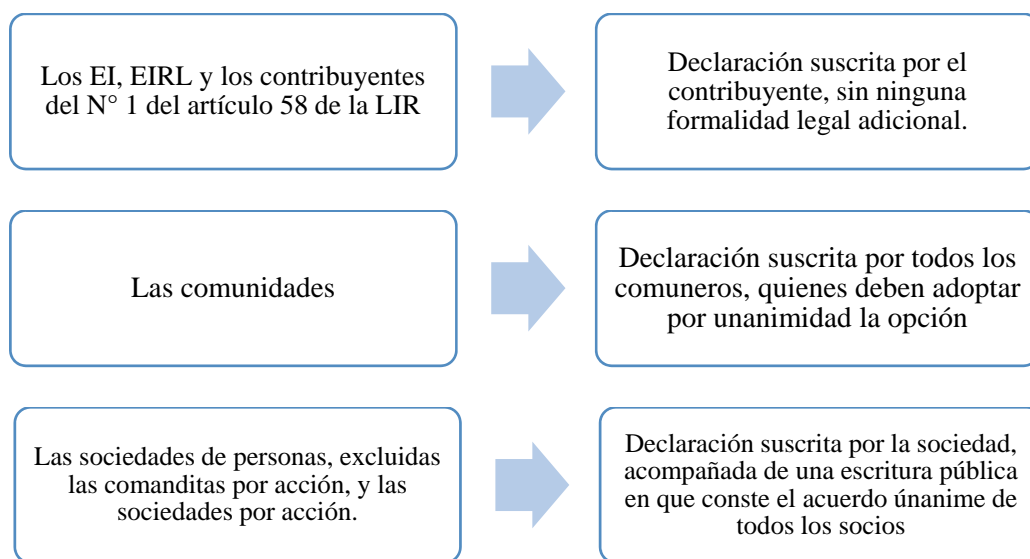 Los EI, EIRL y los contribuyentes
del N° 1 del artículo 58 de la LIR
Declaración suscrita por el
contribuyente, sin ninguna
formalidad legal adicional.
Las comunidades
Declaración suscrita por todos los
comuneros, quienes deben adoptar
por unanimidad la opción
Las sociedades de personas, excluidas
las comanditas por acción, y las
sociedades por acción.
Declaración suscrita por la sociedad,
acompañada de una escritura pública
en que conste el acuerdo únanime de
todos los socios